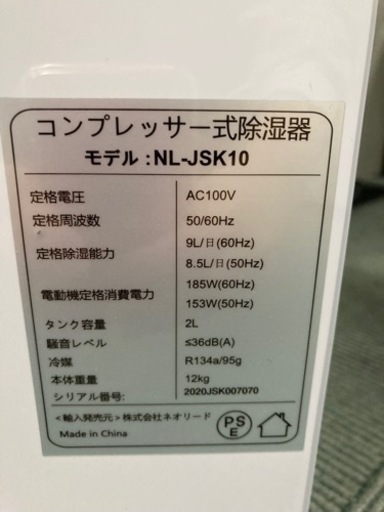 コンプレッサー式除湿器
モデル : NL-JSK10
定格電圧 AC100V
定格周波数 50/60Hz
定格除湿能力 9L/日(60Hz)
8.5L/日(50Hz)
電動機定格消費電力 185W(60Hz)
153W(50Hz)
タンク容量 2L
騒音レベル ≤36dB(A)
冷媒 R134a/95g
本体重量 12kg
シリアル番号: 2020JSK007070
<輸入発売元>株式会社ネオリード
Made in China
PS
E